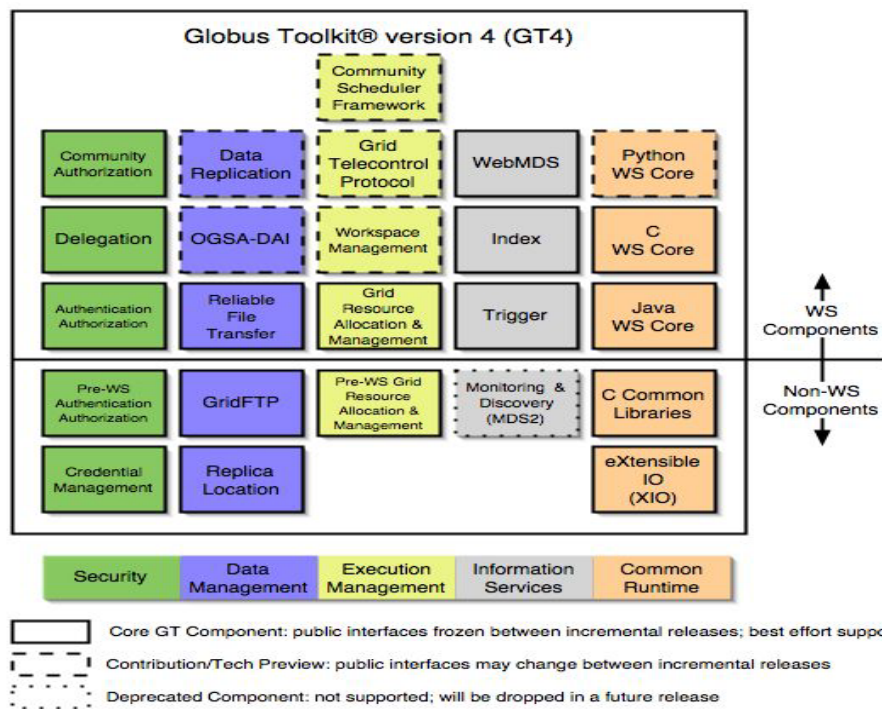 Globus Toolkit® version 4 (GT4)
Community
Scheduler
Framework
Community
Authorization
Data
Replication
Grid
Telecontrol
Protocol
WebMDS
Python
WS Core
Delegation
OGSA-DAI
Workspace
Management
Index
C
WS Core
Authentication
Authorization
Reliable
File
Transfer
Grid
Resource
Allocation &
Management
Trigger
Java
WS Core
WS
Components
Pre-WS
Authentication
Authorization
GridFTP
Pre-WS Grid
Resource
Allocation &
Management
Monitoring &
Discovery
(MDS2)
C Common
Libraries
Non-WS
Components
Credential
Management
Replica
Location
eXtensible
IO
(XIO)
Security
Data
Management
Execution
Management
Information
Services
Common
Runtime
Core GT Component: public interfaces frozen between incremental releases; best effort suppo
Contribution/Tech Preview: public interfaces may change between incremental releases
Deprecated Component: not supported; will be dropped in a future release